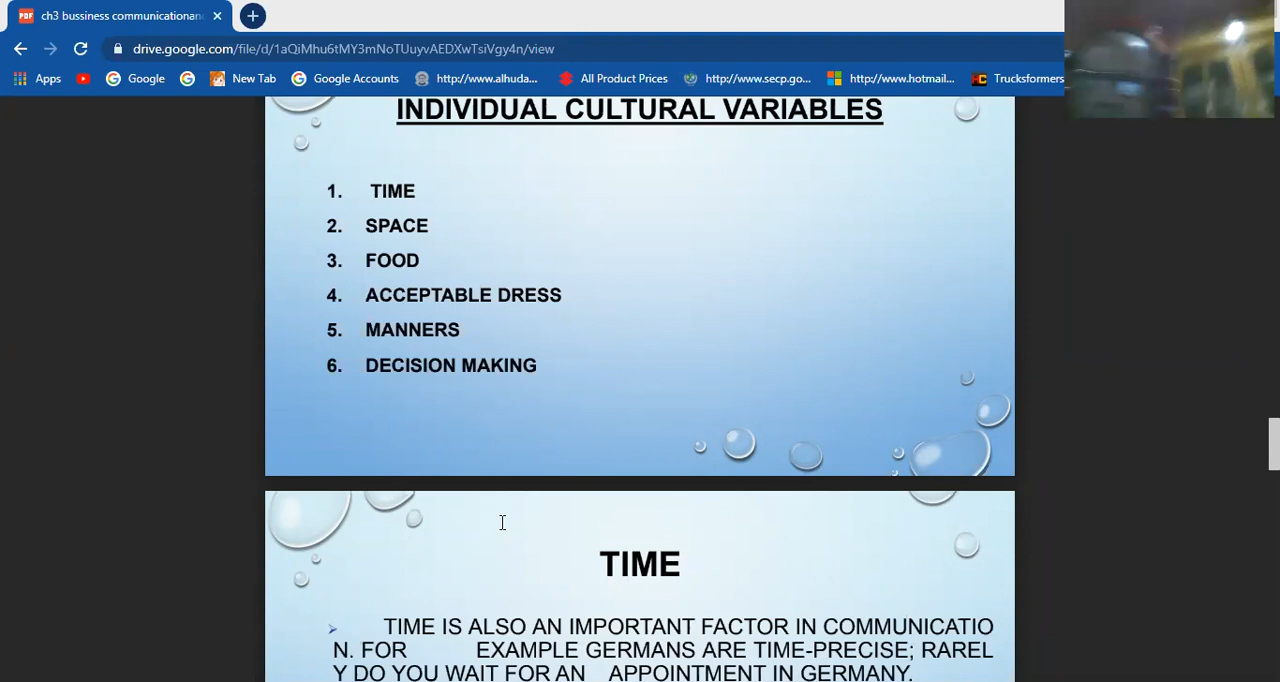 ch3 bussiness communicationan
drive.google.com/file/d/1aQiMhu6tMY3mNoTUuyvAEDXwTsiVgy4n/view
Apps Google New Tab Google Accounts http://www.alhuda... All Product Prices http://www.secp.go... http://www.hotmail... Trucksformers
INDIVIDUAL CULTURAL VARIABLES
1. TIME
2. SPACE
3. FOOD
4. ACCEPTABLE DRESS
5. MANNERS
6. DECISION MAKING
TIME
TIME IS ALSO AN IMPORTANT FACTOR IN COMMUNICATIO
N. FOR EXAMPLE GERMANS ARE TIME-PRECISE; RAREL
Y DO YOU WAIT FOR AN APPOINTMENT IN GERMANY.